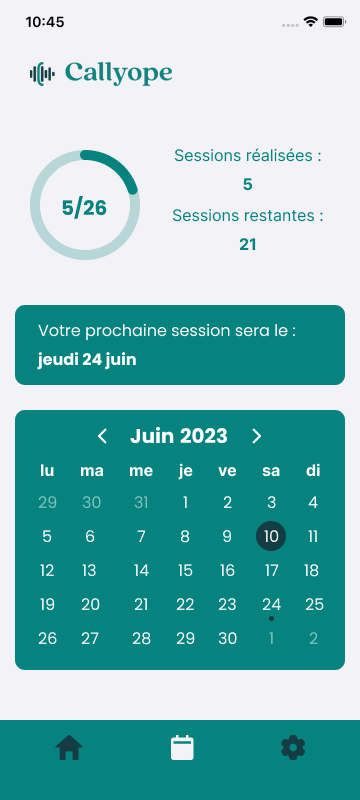 10:45
Callyope
Sessions réalisées :
5
5/26
Sessions restantes :
21
Votre prochaine session sera le :
jeudi 24 juin
Juin 2023
lu ma me je ve sa di
29 30 31 1 2 3 4
5 6 7 8 9 10 11
12 13 14 15 16 17 18
19 20 21 22 23 24 25
26 27 28 29 30 1 2